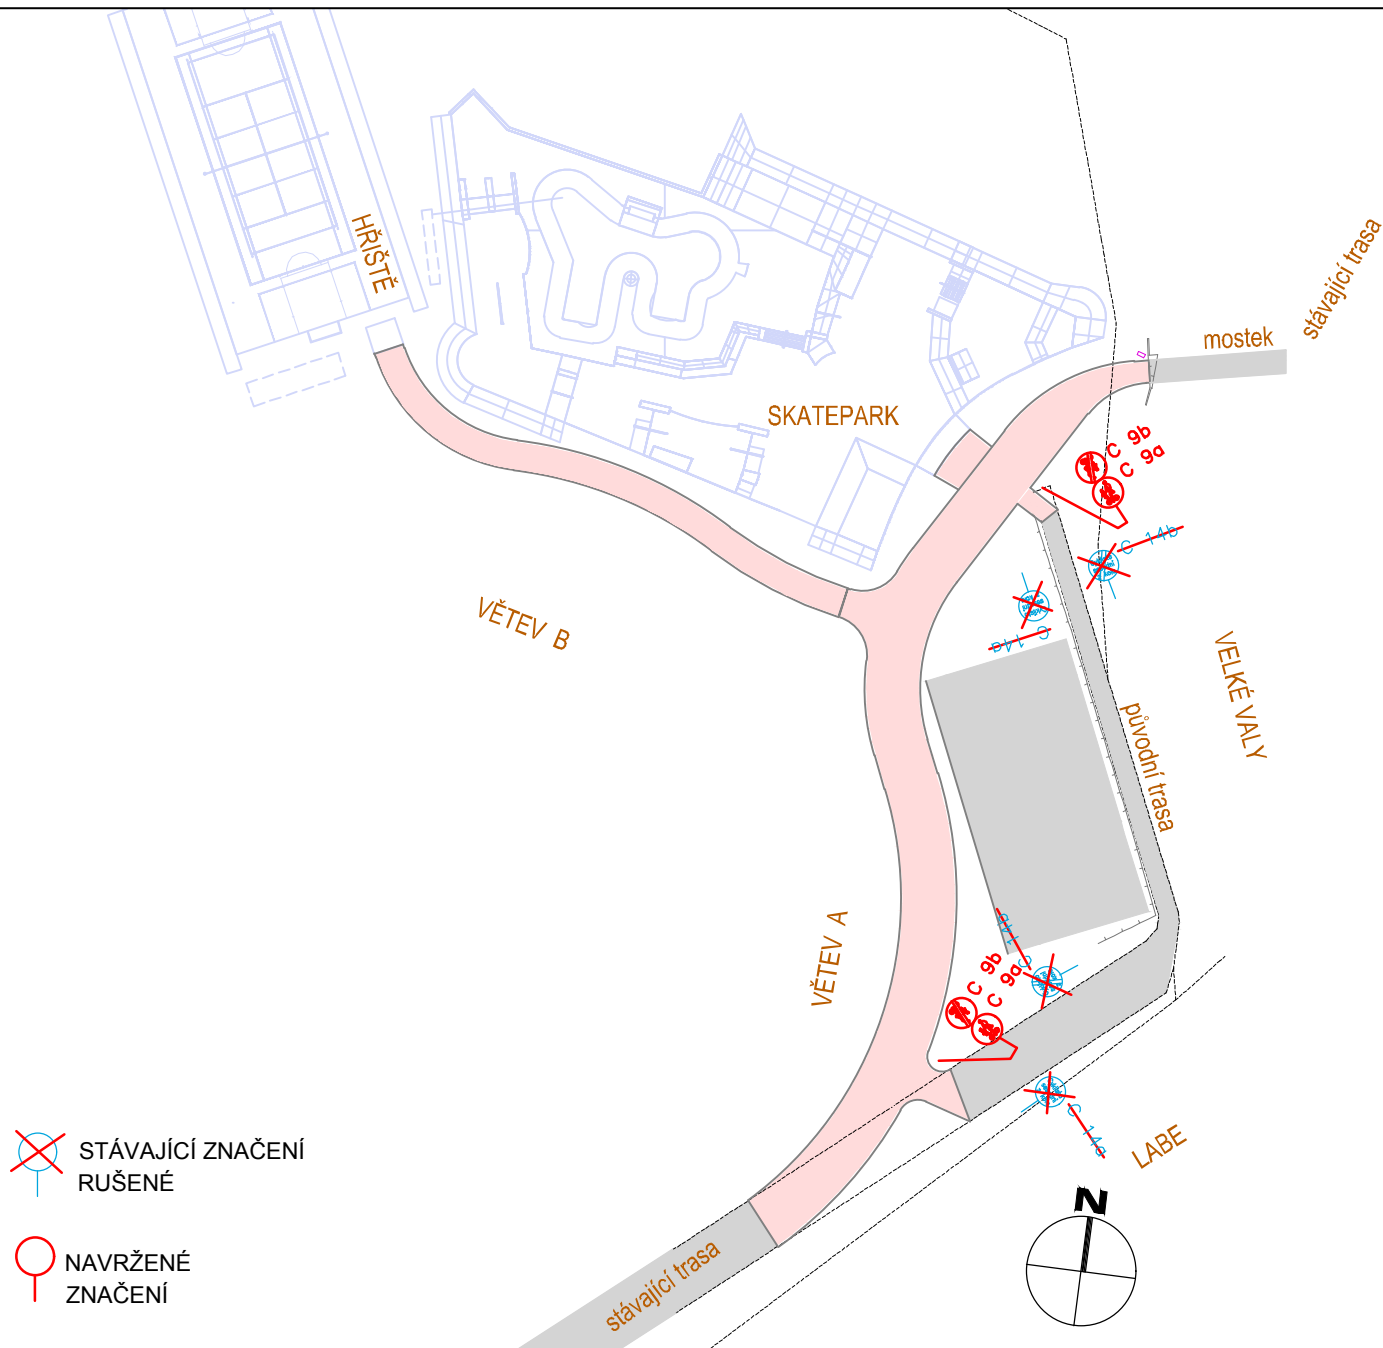 HŘIŠTĚ
stávající trasa
mostek
SKATEPARK
C 9b
C 9a
C 14b
C 14a
VĚTEV B
VELKÉ VALY
původní trasa
VĚTEV A
C 14b
C 9b
C 9a
C 14a
LABE
STÁVAJÍCÍ ZNAČENÍ
RUŠENÉ
N
NAVRŽENÉ
ZNAČENÍ
stávající trasa